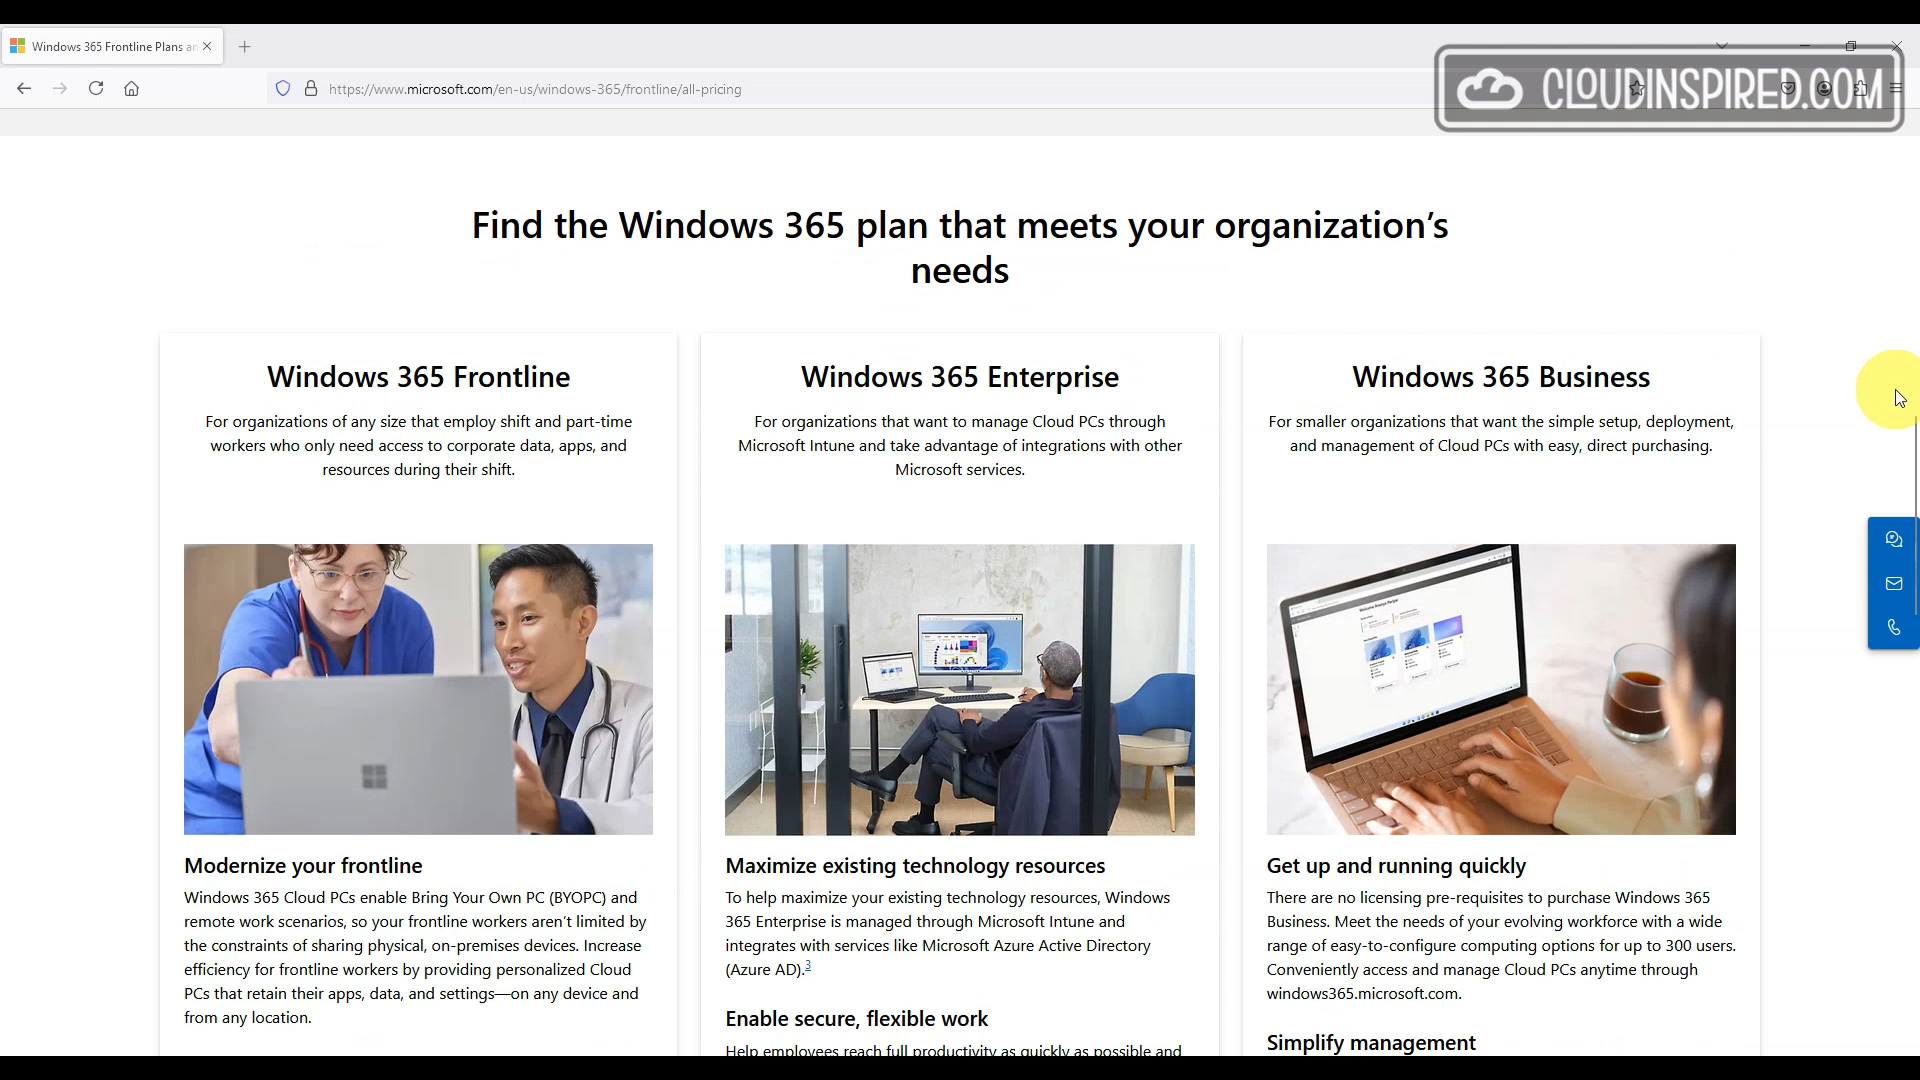 Windows 365 Frontline Plans an
https://www.microsoft.com/en-us/windows-365/frontline/all-pricing
CLOUDINSPIRED.COM
Find the Windows 365 plan that meets your organization’s
needs
Windows 365 Frontline
For organizations of any size that employ shift and part-time
workers who only need access to corporate data, apps, and
resources during their shift.
Modernize your frontline
Windows 365 Cloud PCs enable Bring Your Own PC (BYOPC) and
remote work scenarios, so your frontline workers aren’t limited by
the constraints of sharing physical, on-premises devices. Increase
efficiency for frontline workers by providing personalized Cloud
PCs that retain their apps, data, and settings—on any device and
from any location.
Windows 365 Enterprise
For organizations that want to manage Cloud PCs through
Microsoft Intune and take advantage of integrations with other
Microsoft services.
Maximize existing technology resources
To help maximize your existing technology resources, Windows
365 Enterprise is managed through Microsoft Intune and
integrates with services like Microsoft Azure Active Directory
(Azure AD).3
Enable secure, flexible work
Help employees reach full productivity as quickly as possible and
Windows 365 Business
For smaller organizations that want the simple setup, deployment,
and management of Cloud PCs with easy, direct purchasing.
Get up and running quickly
There are no licensing pre-requisites to purchase Windows 365
Business. Meet the needs of your evolving workforce with a wide
range of easy-to-configure computing options for up to 300 users.
Conveniently access and manage Cloud PCs anytime through
windows365.microsoft.com.
Simplify management